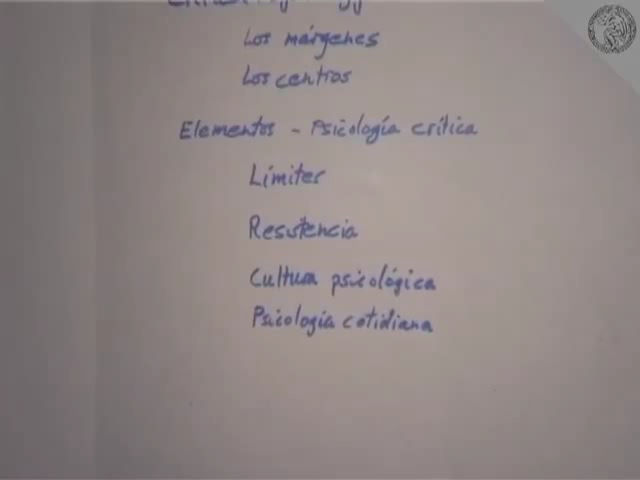 Los márgenes
Los centros
Elementos - Psicología crítica
Límites
Resistencia
Cultura psicológica
Psicología cotidiana